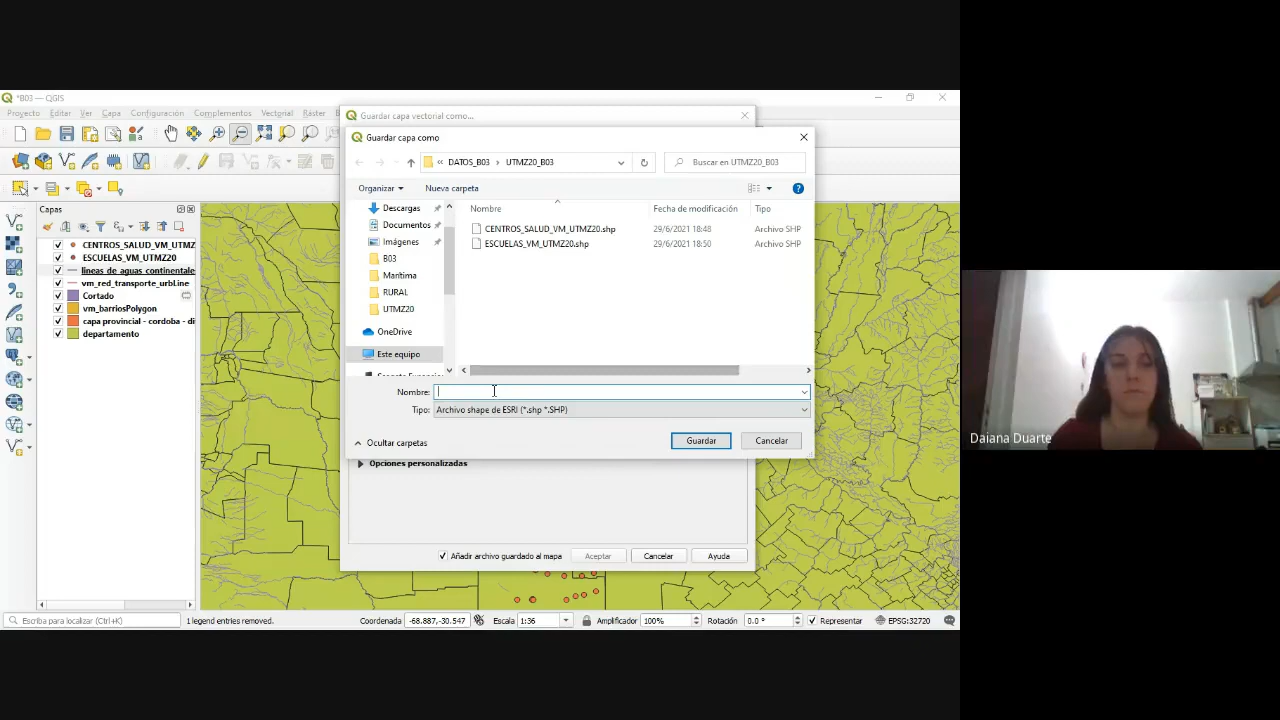 *B03 — QGIS
Proyecto Editar Ver Capa Configuración Complementos Vectorial Ráster
Guardar capa vectorial como...
Guardar capa como
DATOS_B03 › UTMZ20_B03
Buscar en UTMZ20_B03
Organizar Nueva carpeta
Descargas
Documentos
Imágenes
B03
Marítima
RURAL
UTMZ20
OneDrive
Este equipo
Nombre Fecha de modificación Tipo
CENTROS_SALUD_VM_UTMZ20.shp 29/6/2021 18:48 Archivo SHP
ESCUELAS_VM_UTMZ20.shp 29/6/2021 18:50 Archivo SHP
Nombre:
Tipo: Archivo shape de ESRI (*.shp *.SHP)
Ocultar carpetas
Guardar Cancelar
Opciones personalizadas
Añadir archivo guardado al mapa Aceptar Cancelar Ayuda
Capas
CENTROS_SALUD_VM_UTMZ
ESCUELAS_VM_UTMZ20
lineas de aguas continentale
vm_red_transporte_urbLine
Cortado
vm_barriosPolygon
capa provincial - cordoba - di
departamento
Escriba para localizar (Ctrl+K) 1 legend entries removed. Coordenada -68.887,-30.547 Escala 1:36 Amplificador 100% Rotación 0.0 ° Representar EPSG:32720
Daiana Duarte